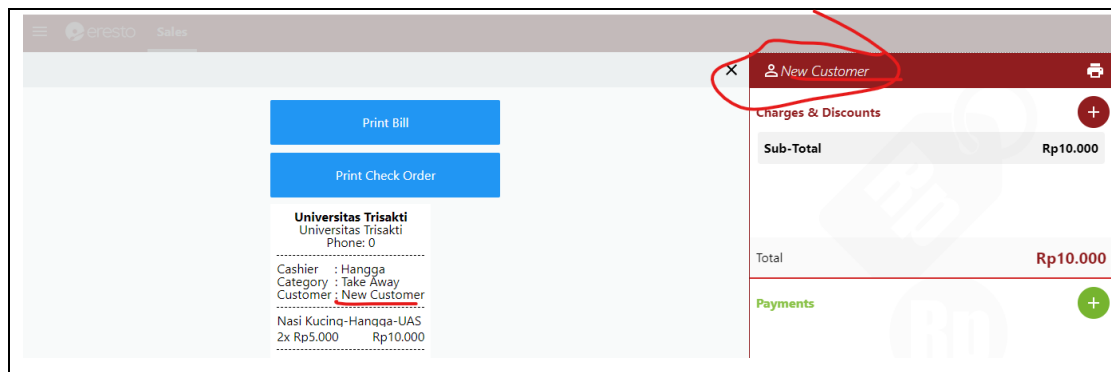 eresto Sales
New Customer
Print Bill
Print Check Order
Universitas Trisakti
Universitas Trisakti
Phone: 0
Cashier : Hangga
Category : Take Away
Customer : New Customer
Nasi Kucing-Hangga-UAS
2x Rp5.000 Rp10.000
Charges & Discounts
Sub-Total Rp10.000
Total Rp10.000
Payments
Rp
Rp